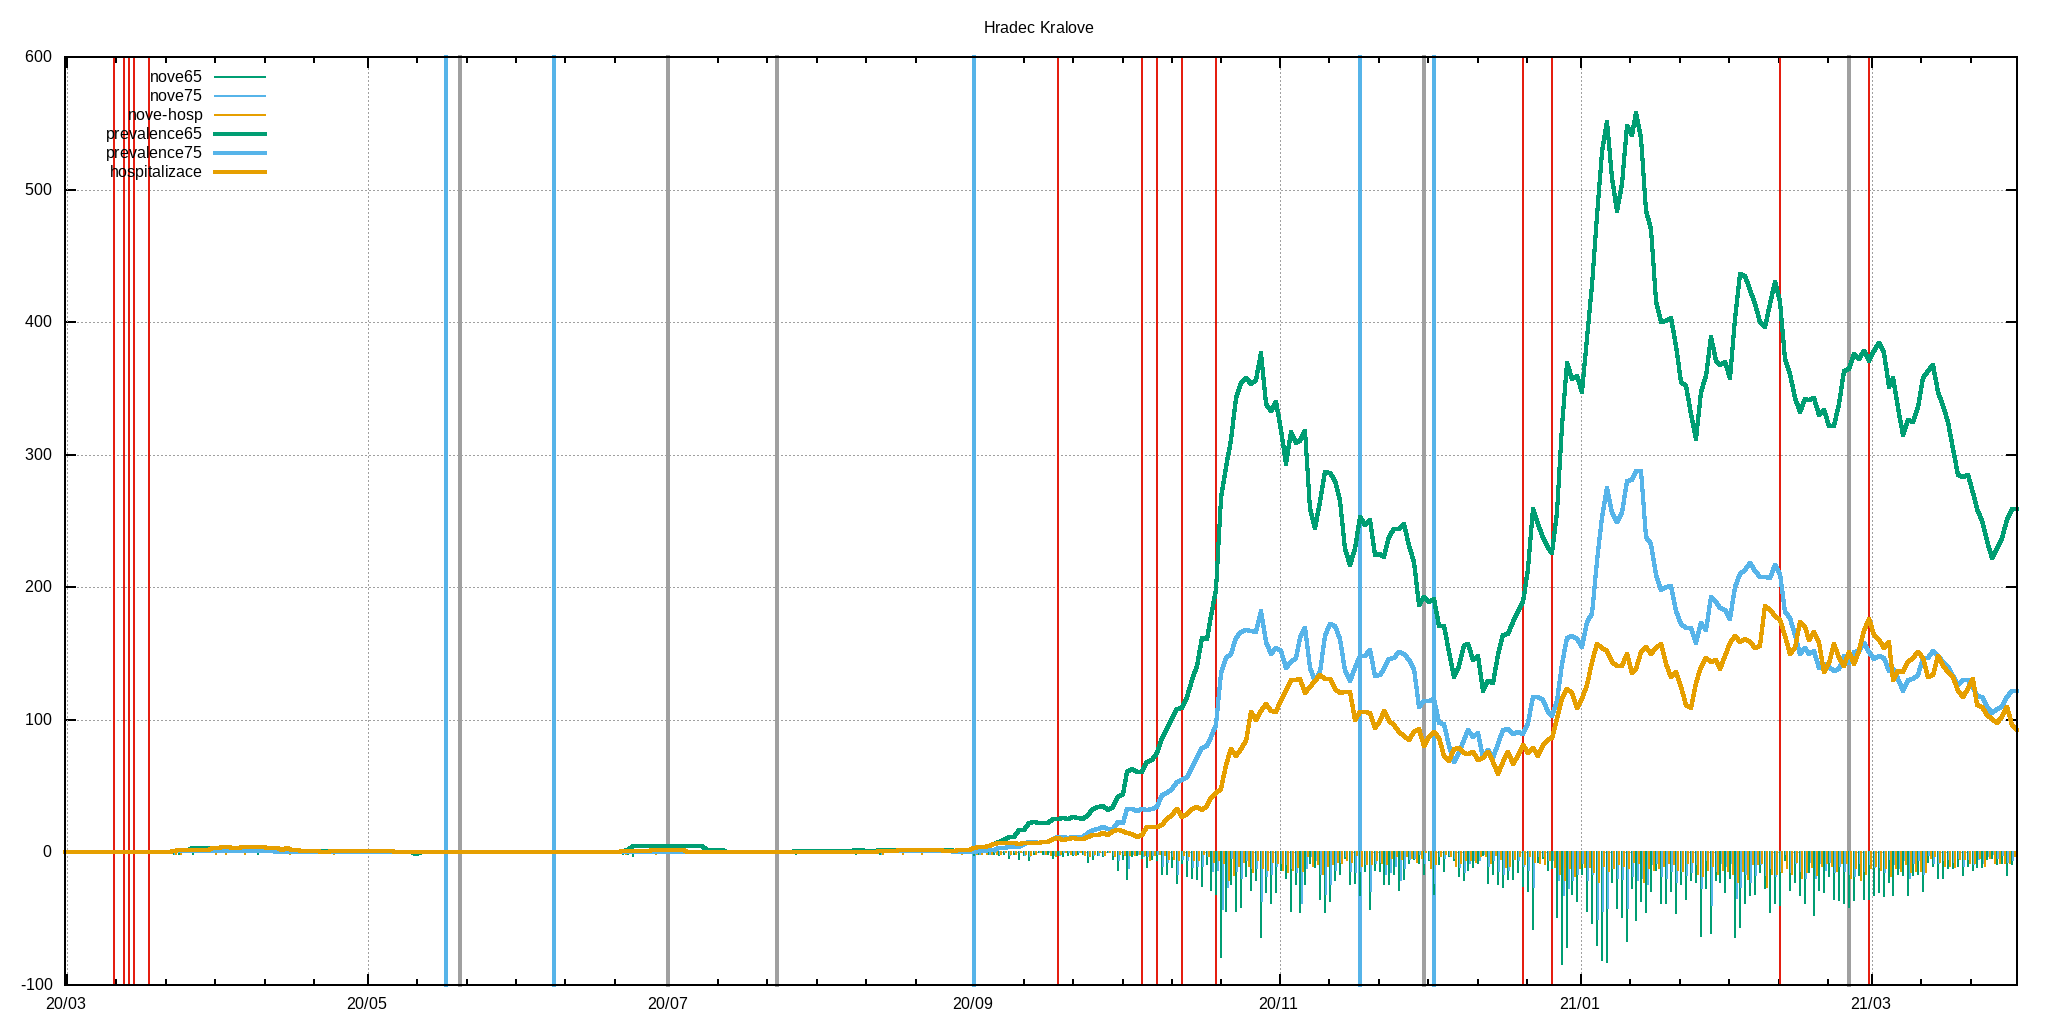 Hradec Kralove
600
500
400
300
200
100
0
-100
nove65
nove75
nove-hosp
prevalence65
prevalence75
hospitalizace
20/03
20/05
20/07
20/09
20/11
21/01
21/03